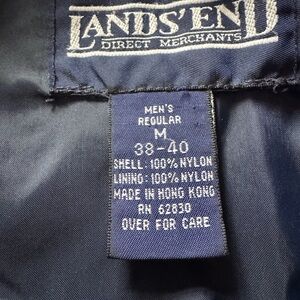 LANDS' END
DIRECT MERCHANTS
MEN'S
REGULAR
M
38-40
SHELL: 100% NYLON
LINING: 100% NYLON
MADE IN HONG KONG
RN 62830
OVER FOR CARE